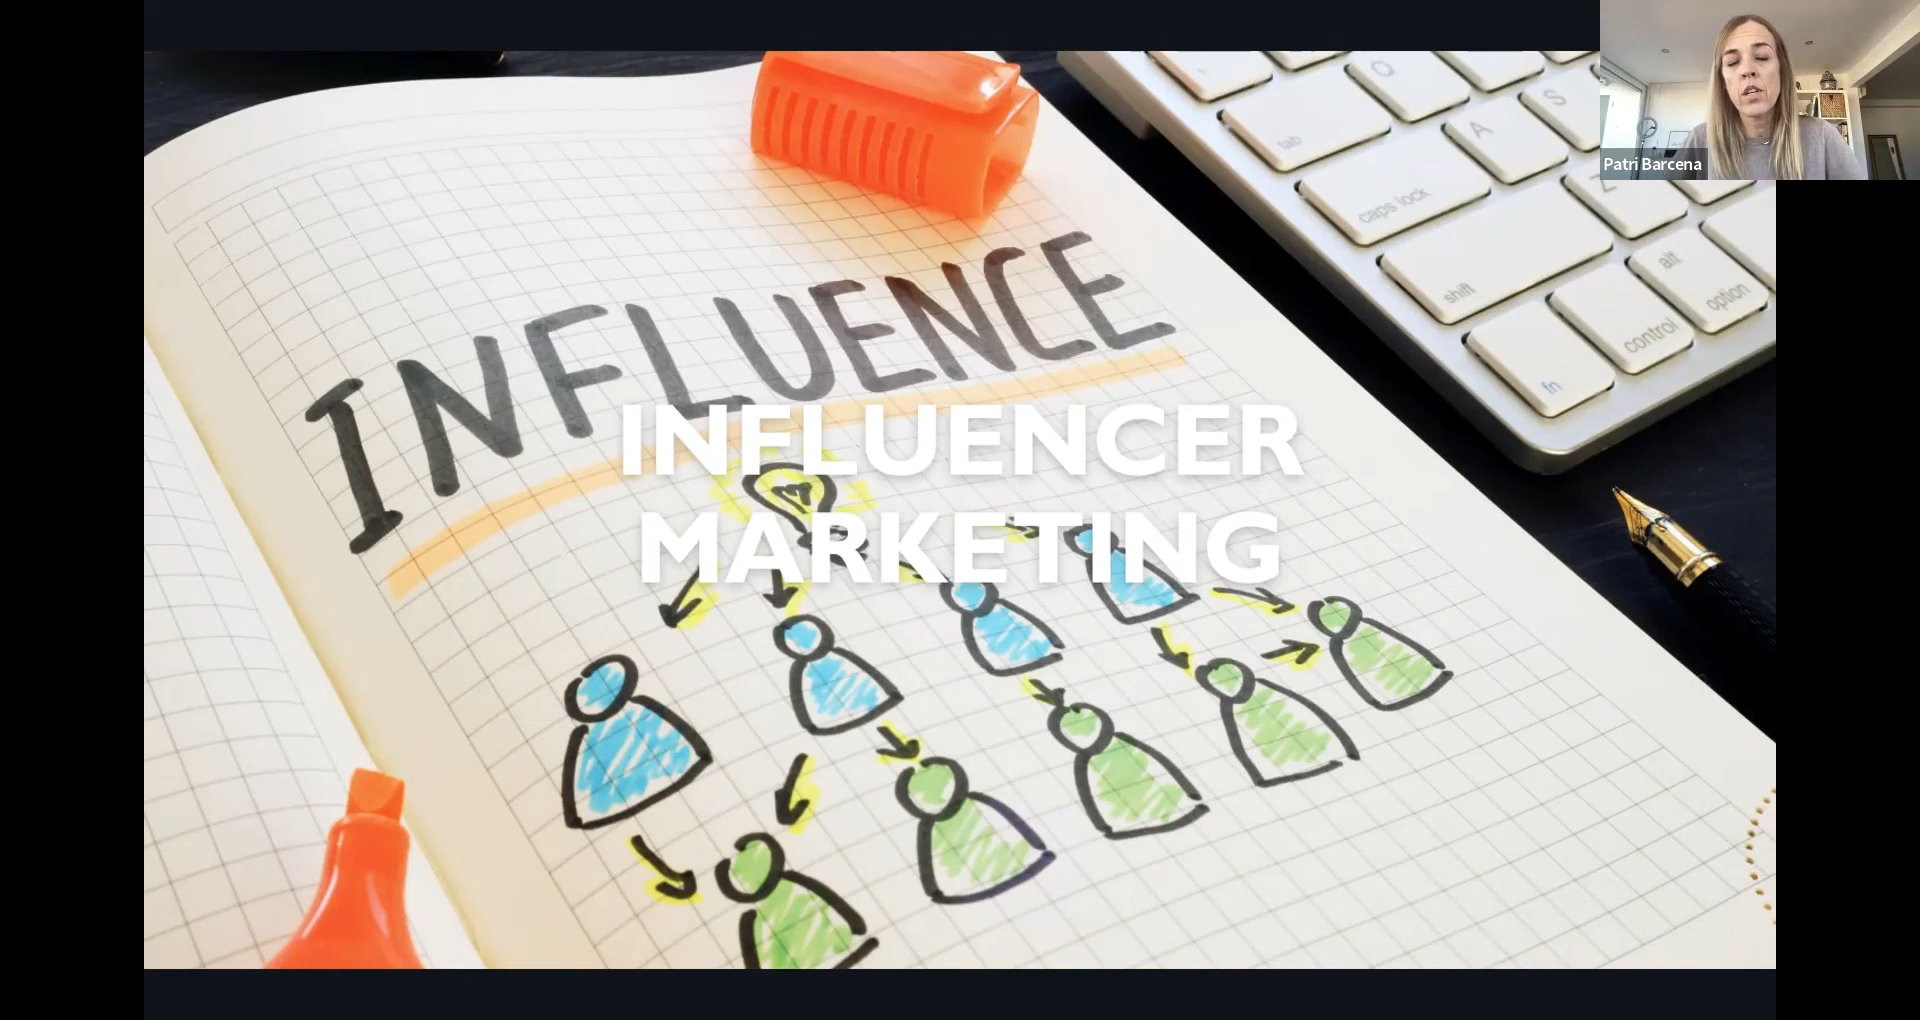 Patri Barcena
INFLUENCE
INFLUENCER
MARKETING
Q
tab
A
S
caps lock
Z
shift
alt
option
control
fn